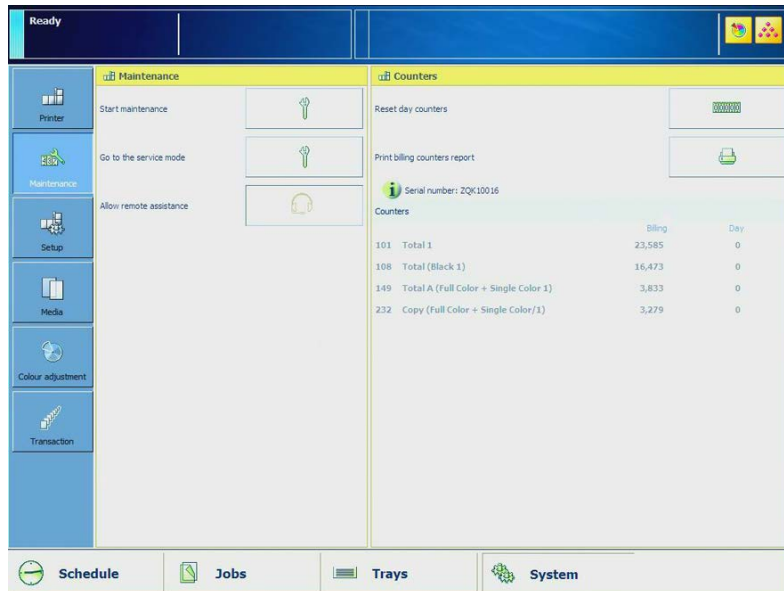 Ready
Printer
Maintenance
Setup
Media
Colour adjustment
Transaction
Maintenance
Start maintenance
Go to the service mode
Allow remote assistance
Counters
Reset day counters
Print billing counters report
Serial number: ZQK10016
Counters
Billing Day
101 Total 1 23,585 0
108 Total (Black 1) 16,473 0
149 Total A (Full Color + Single Color 1) 3,833 0
232 Copy (Full Color + Single Color/1) 3,279 0
Schedule Jobs Trays System